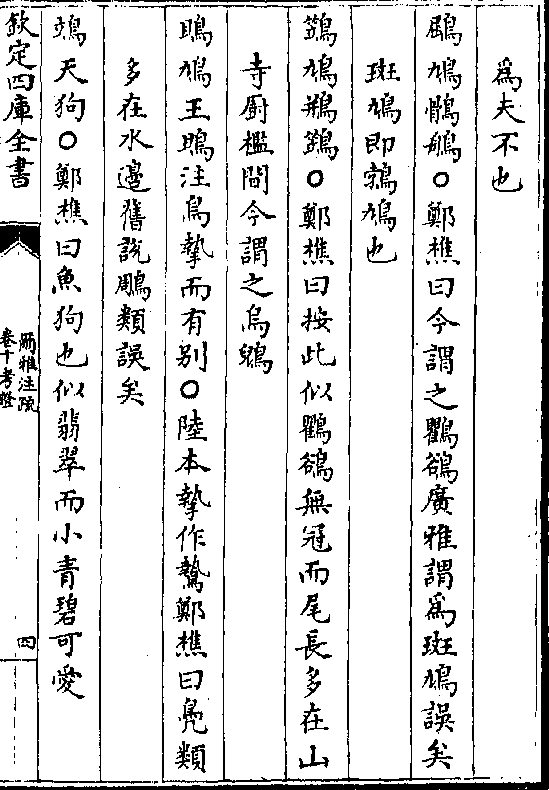 爲夫不也
鶌鳩鶻鵃○鄭樵曰今謂之鸜鵒廣雅謂爲斑鳩誤矣
斑鳩即鶉鳩也
鷑鳩鵧鷑○鄭樵曰按此似鸜鵒無冠而尾長多在山
寺廚檻間今謂之烏鵙
鴡鳩王鴡注鳥摯而有别○陸本摯作鷙鄭樵曰鳧類
多在水邉舊說鵰類誤矣
鴗天狗○鄭樵曰魚狗也似翡翠而小青碧可愛
欽定四庫全書
爾雅注疏
卷十考證
四